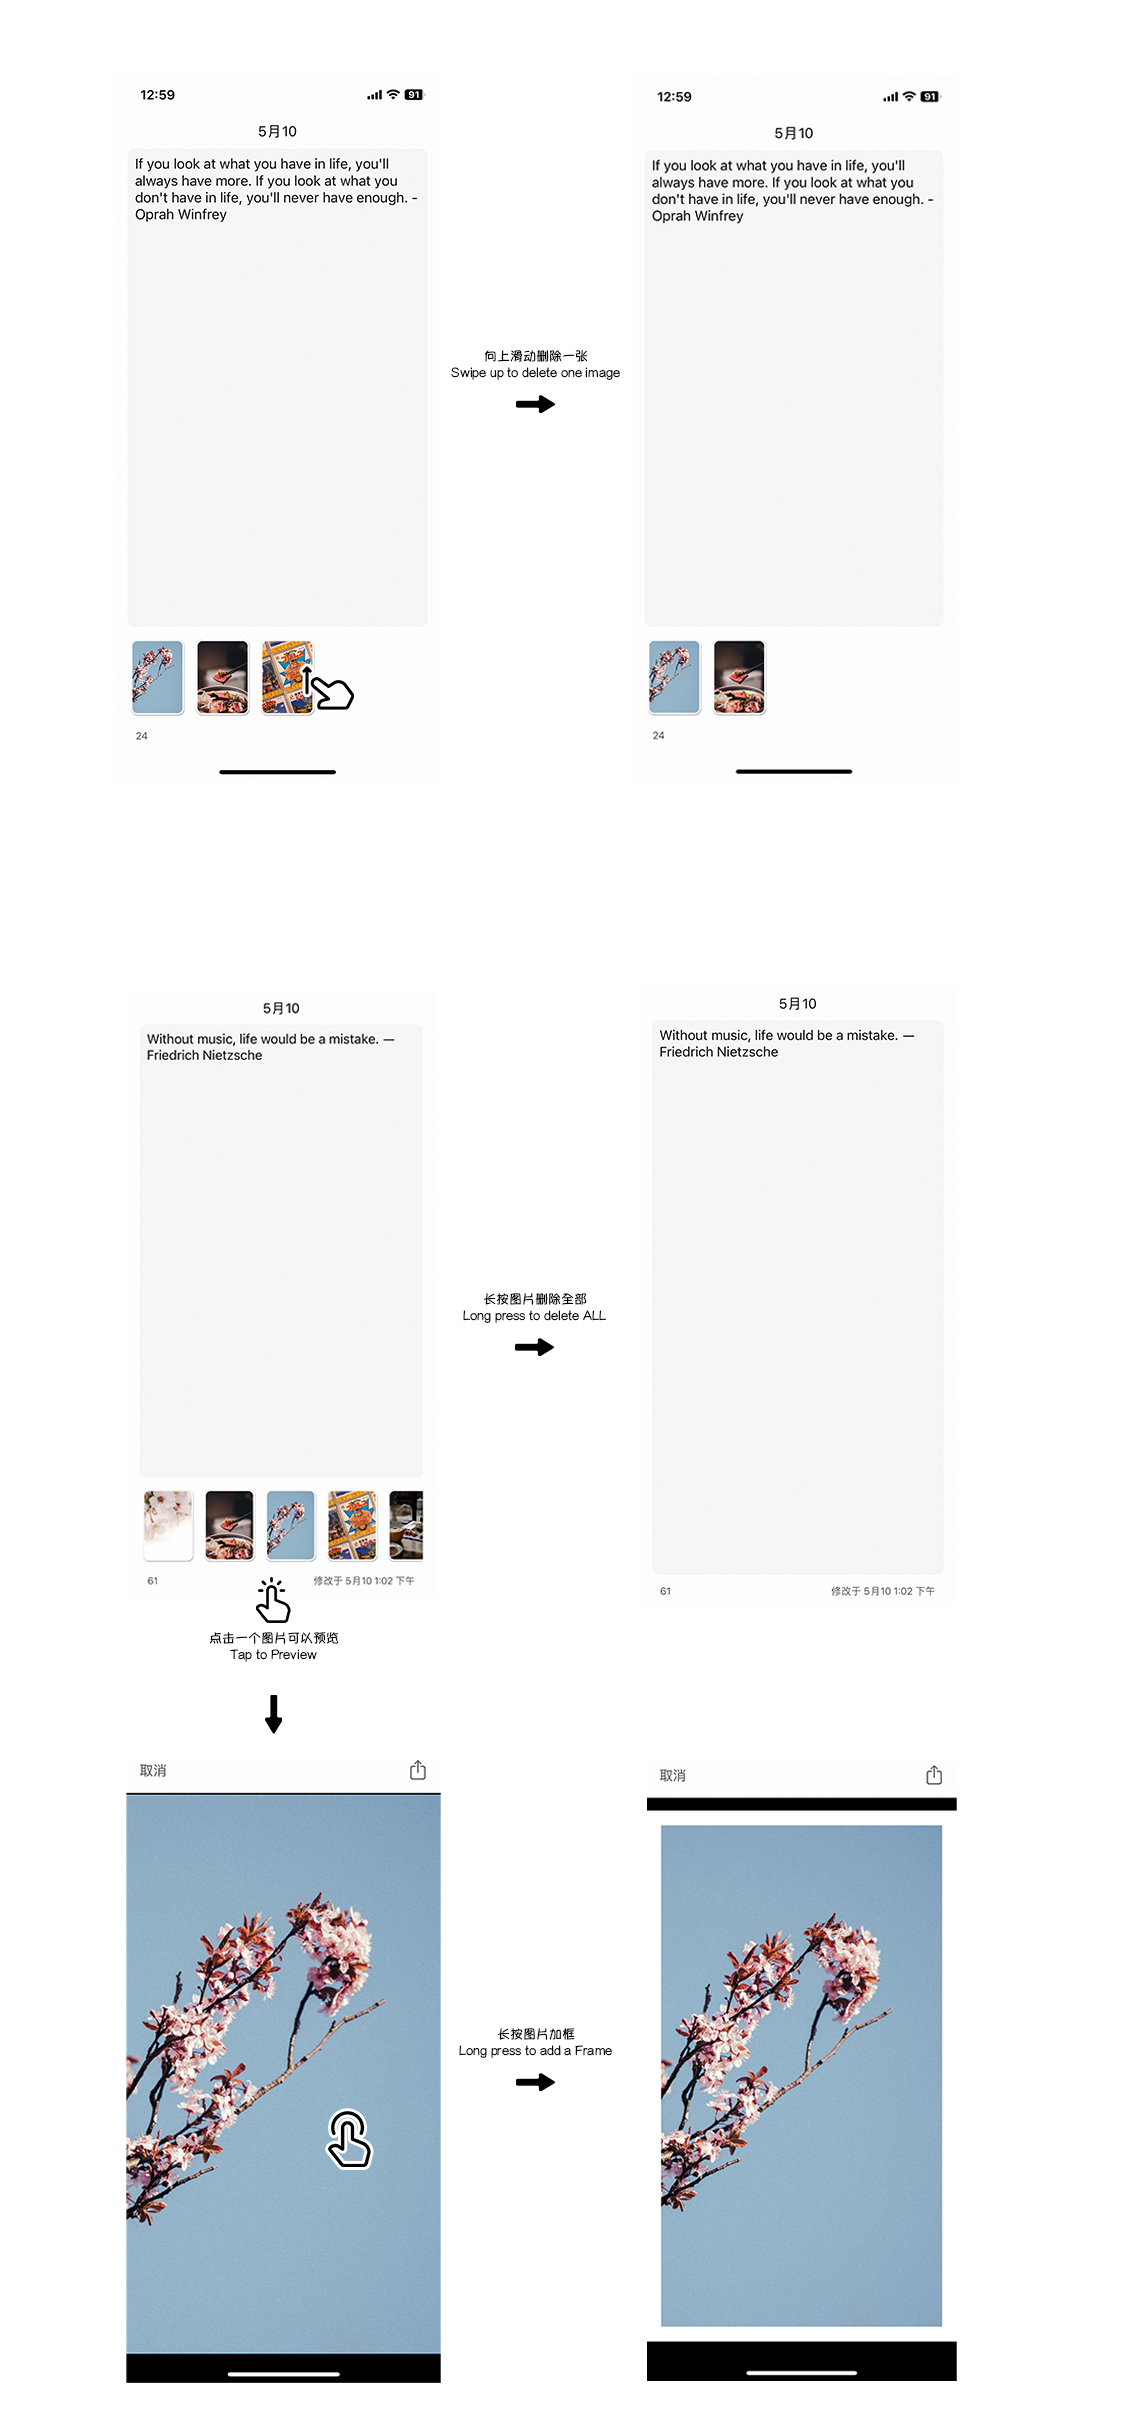 12:59
91
5月10
If you look at what you have in life, you'll
always have more. If you look at what you
don't have in life, you'll never have enough. -
Oprah Winfrey
24
向上滑动删除一张
Swipe up to delete one image
12:59
91
5月10
If you look at what you have in life, you'll
always have more. If you look at what you
don't have in life, you'll never have enough. -
Oprah Winfrey
24
5月10
Without music, life would be a mistake. —
Friedrich Nietzsche
61
修改于 5月10 1:02 下午
长按图片删除全部
Long press to delete ALL
5月10
Without music, life would be a mistake. —
Friedrich Nietzsche
61
修改于 5月10 1:02 下午
点击一个图片可以预览
Tap to Preview
取消
长按图片加框
Long press to add a Frame
取消